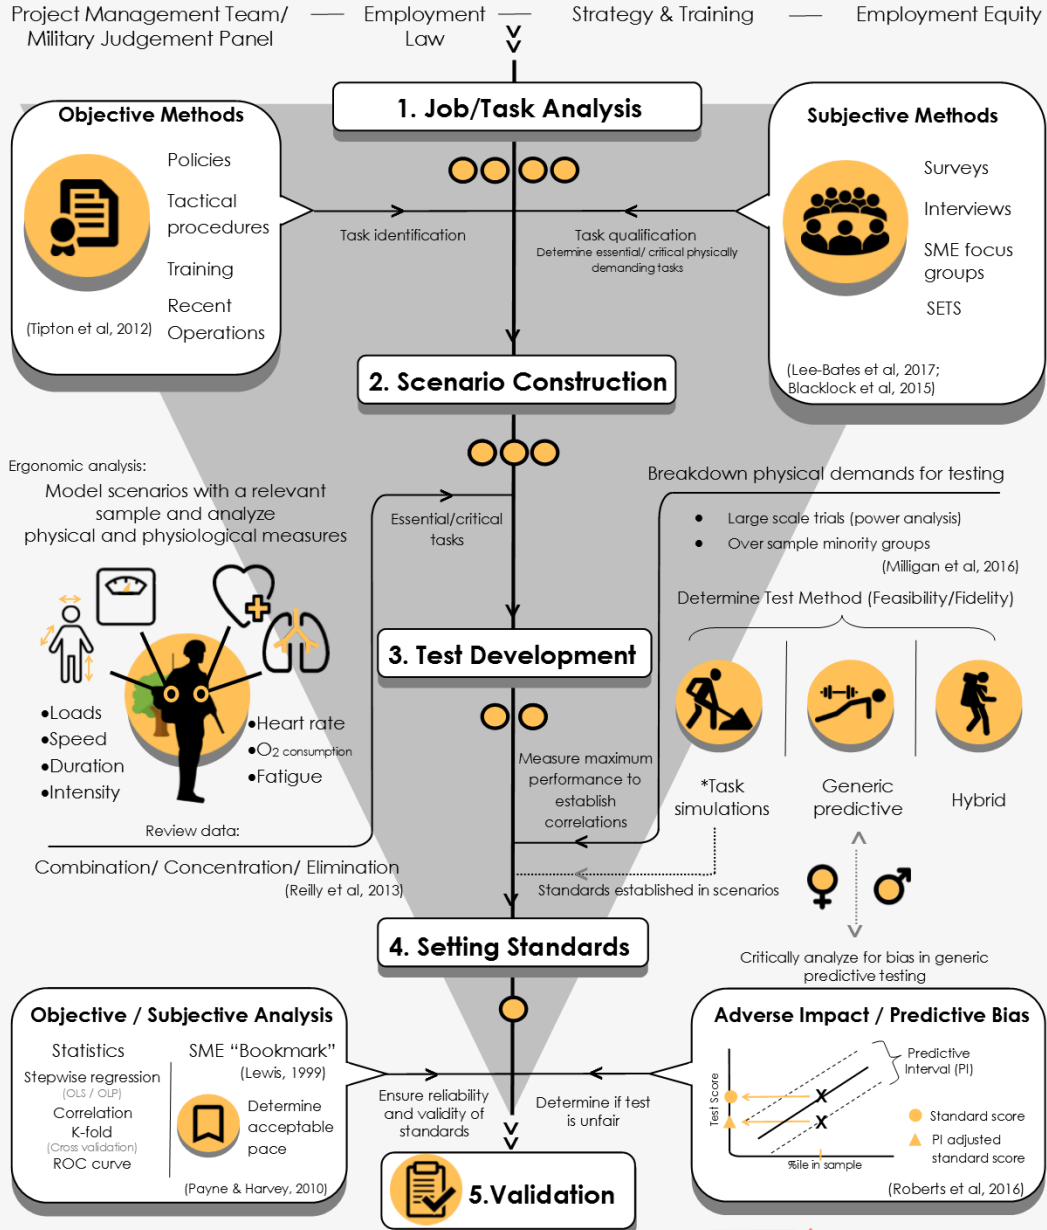 Project Management Team/
Military Judgement Panel
Employment
Law
Strategy & Training
Employment Equity
1. Job/Task Analysis
Objective Methods
Policies
Tactical
procedures
Training
Recent
Operations
(Tipton et al, 2012)
Task identification
Task qualification
Determine essential/ critical physically
demanding tasks
Subjective Methods
Surveys
Interviews
SME focus
groups
SETS
(Lee-Bates et al, 2017;
Blacklock et al, 2015)
2. Scenario Construction
Ergonomic analysis:
Model scenarios with a relevant
sample and analyze
physical and physiological measures
Essential/critical
tasks
•Loads
•Speed
•Duration
•Intensity
•Heart rate
•O2 consumption
•Fatigue
Review data:
Combination/ Concentration/ Elimination
(Reilly et al, 2013)
Breakdown physical demands for testing
• Large scale trials (power analysis)
• Over sample minority groups
(Milligan et al, 2016)
Determine Test Method (Feasibility/Fidelity)
3. Test Development
Measure maximum
performance to
establish
correlations
*Task
simulations
Generic
predictive
Hybrid
Standards established in scenarios
Critically analyze for bias in generic
predictive testing
4. Setting Standards
Objective / Subjective Analysis
Statistics
Stepwise regression
(OLS / OLP)
Correlation
K-fold
(Cross validation)
ROC curve
SME “Bookmark”
(Lewis, 1999)
Determine
acceptable
pace
(Payne & Harvey, 2010)
Ensure reliability
and validity of
standards
Determine if test
is unfair
Adverse Impact / Predictive Bias
Test Score
X
X
%ile in sample
Predictive
Interval (PI)
Standard score
PI adjusted
standard score
(Roberts et al, 2016)
5.Validation